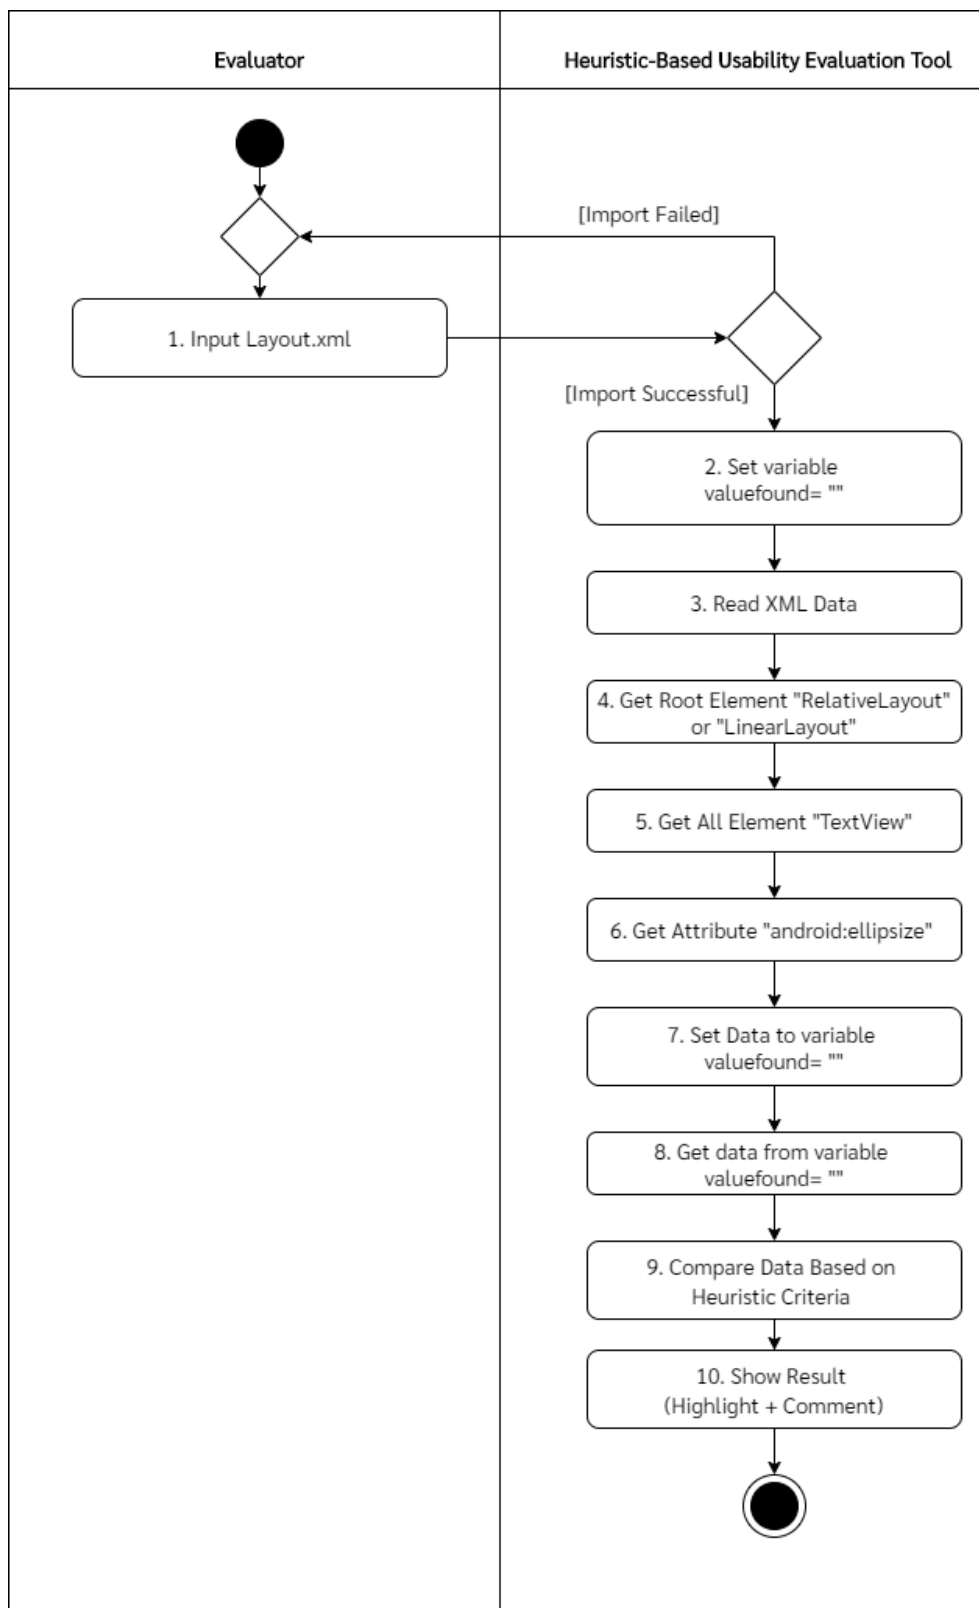 Evaluator
Heuristic-Based Usability Evaluation Tool
[Import Failed]
1. Input Layout.xml
[Import Successful]
2. Set variable
valuefound= ""
3. Read XML Data
4. Get Root Element "RelativeLayout"
or "LinearLayout"
5. Get All Element "TextView"
6. Get Attribute "android:ellipsize"
7. Set Data to variable
valuefound= ""
8. Get data from variable
valuefound= ""
9. Compare Data Based on
Heuristic Criteria
10. Show Result
(Highlight + Comment)